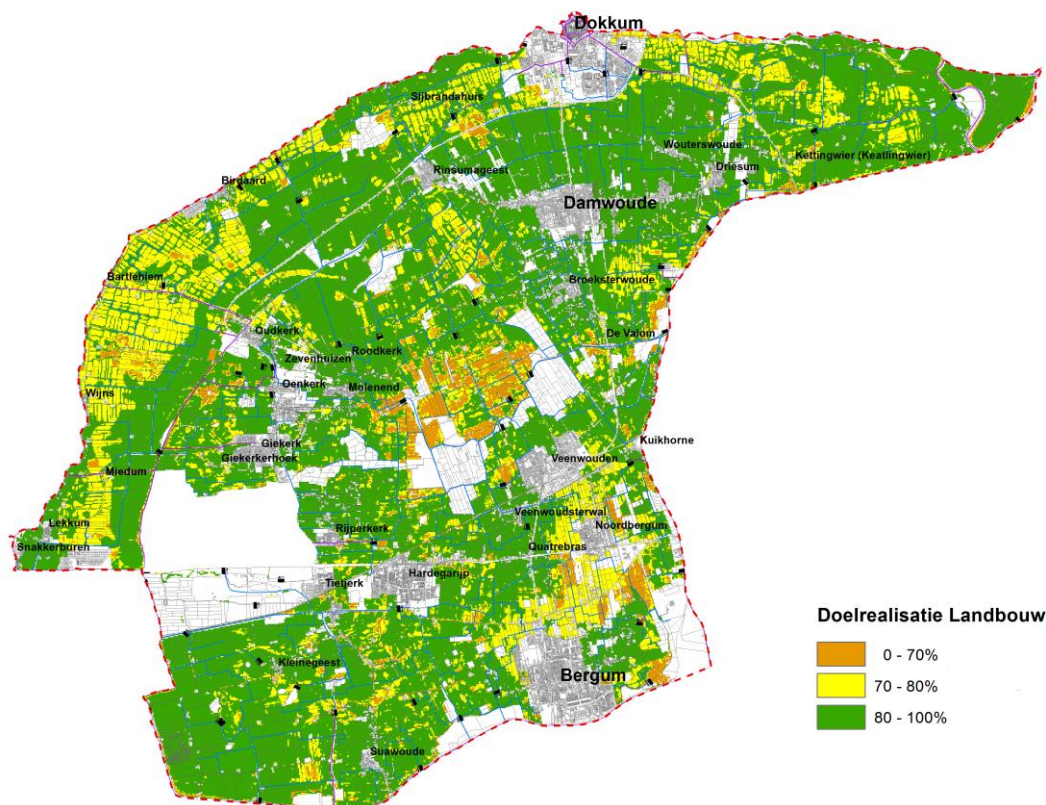 Dokkum
Sijbrandahuis
Wouterswoude
Kettingwier (Keatlingwier)
Driesum
Rinsumageest
Birdaard
Damwoude
Bartlehiem
Broeksterwoude
De Valom
Oudkerk
Roodkerk
Zevenhuizen
Oenkerk
Molenend
Wijns
Kuikhorne
Giekerk
Giekerkerhoek
Veenwouden
Miedum
Veenwoudsterwal
Lekkum
Rijperkerk
Noordbergum
Snakkerburen
Quatrebras
Hardegarijp
Tietjerk
Kleinegeest
Bergum
Suawoude
Doelrealisatie Landbouw
0 - 70%
70 - 80%
80 - 100%